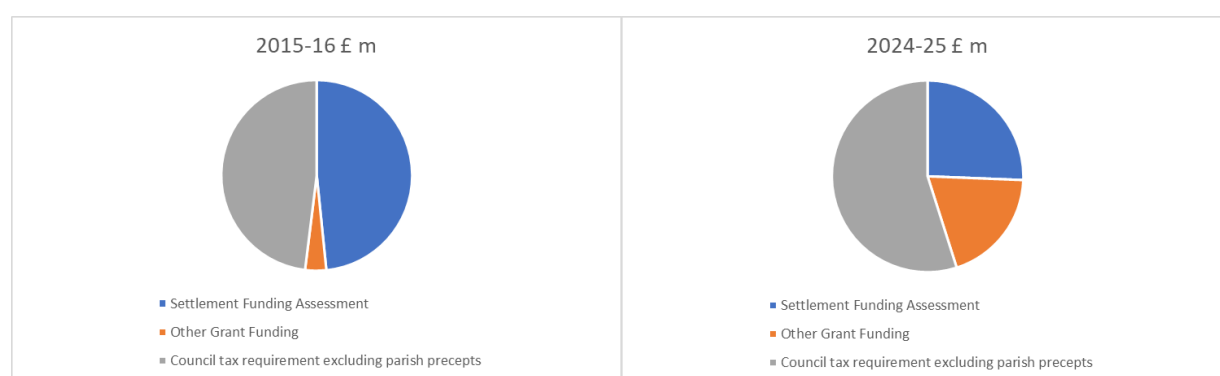 2015-16 £ m
Settlement Funding Assessment
Other Grant Funding
Council tax requirement excluding parish precepts
2024-25 £ m
Settlement Funding Assessment
Other Grant Funding
Council tax requirement excluding parish precepts